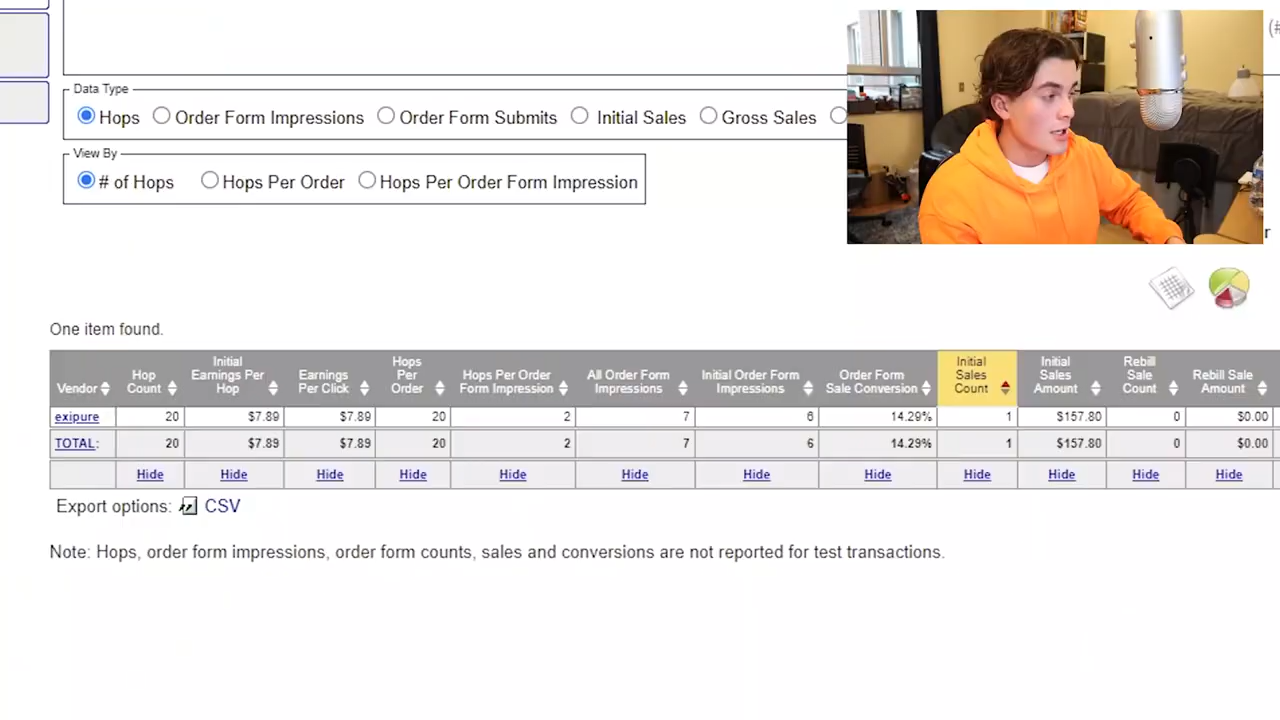 (#
Data Type
Hops Order Form Impressions Order Form Submits Initial Sales Gross Sales
View By
# of Hops Hops Per Order Hops Per Order Form Impression
r
One item found.
Vendor Hop Count Initial Earnings Per Hop Earnings Per Click Hops Per Order Hops Per Order Form Impression All Order Form Impressions Initial Order Form Impressions Order Form Sale Conversion Initial Sales Count Initial Sales Amount Rebill Sale Count Rebill Sale Amount
exipure 20 $7.89 $7.89 20 2 7 6 14.29% 1 $157.80 0 $0.00
TOTAL: 20 $7.89 $7.89 20 2 7 6 14.29% 1 $157.80 0 $0.00
Hide Hide Hide Hide Hide Hide Hide Hide Hide Hide Hide Hide
Export options: CSV
Note: Hops, order form impressions, order form counts, sales and conversions are not reported for test transactions.